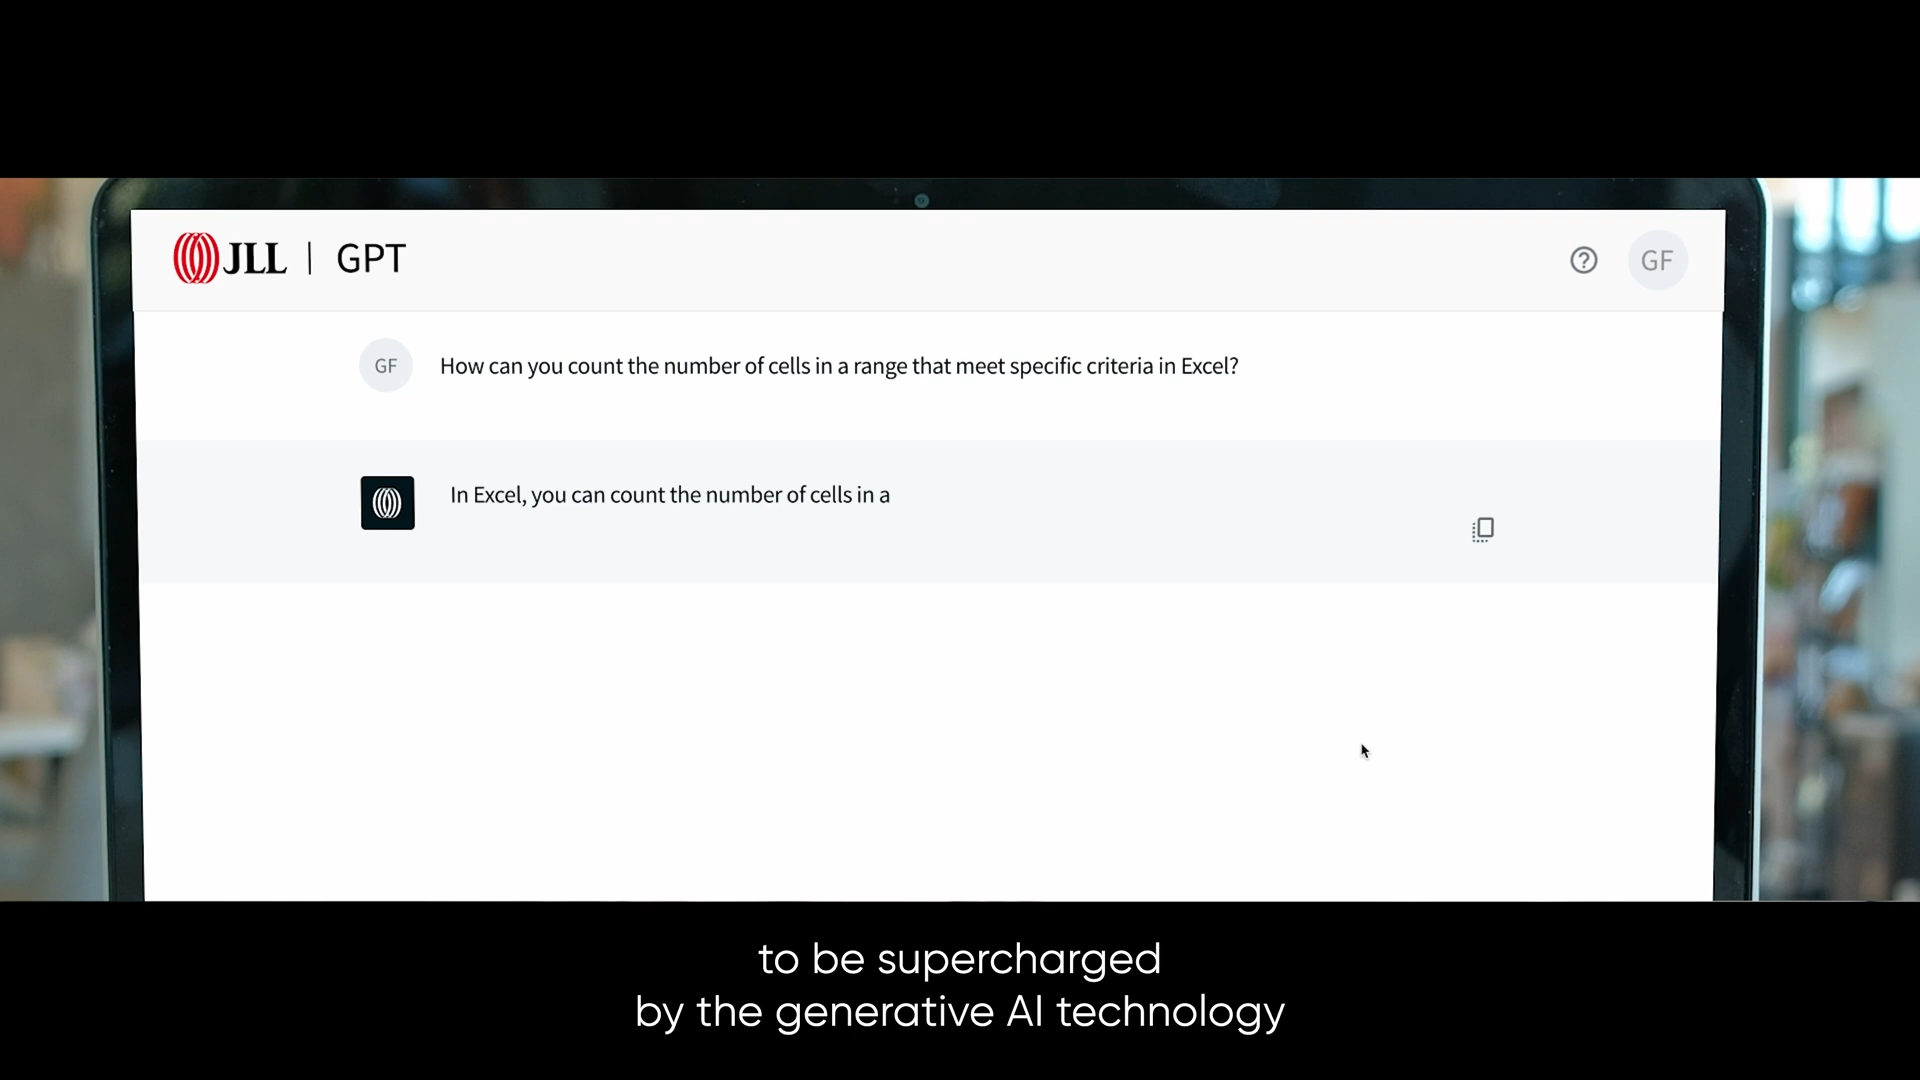 JLL | GPT
GF
GF
How can you count the number of cells in a range that meet specific criteria in Excel?
In Excel, you can count the number of cells in a
to be supercharged
by the generative AI technology